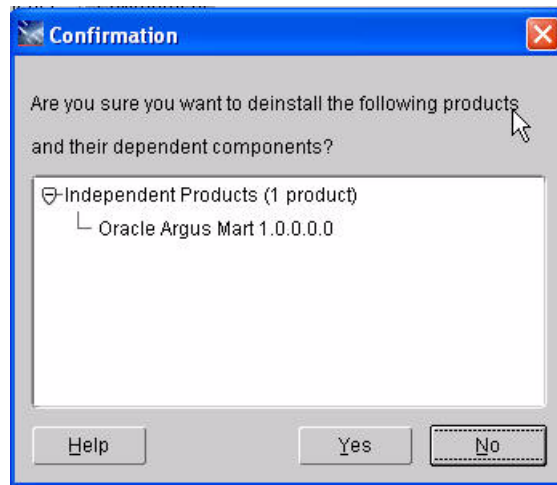 Confirmation
Are you sure you want to deinstall the following products
and their dependent components?
Independent Products (1 product)
Oracle Argus Mart 1.0.0.0.0
Help
Yes
No